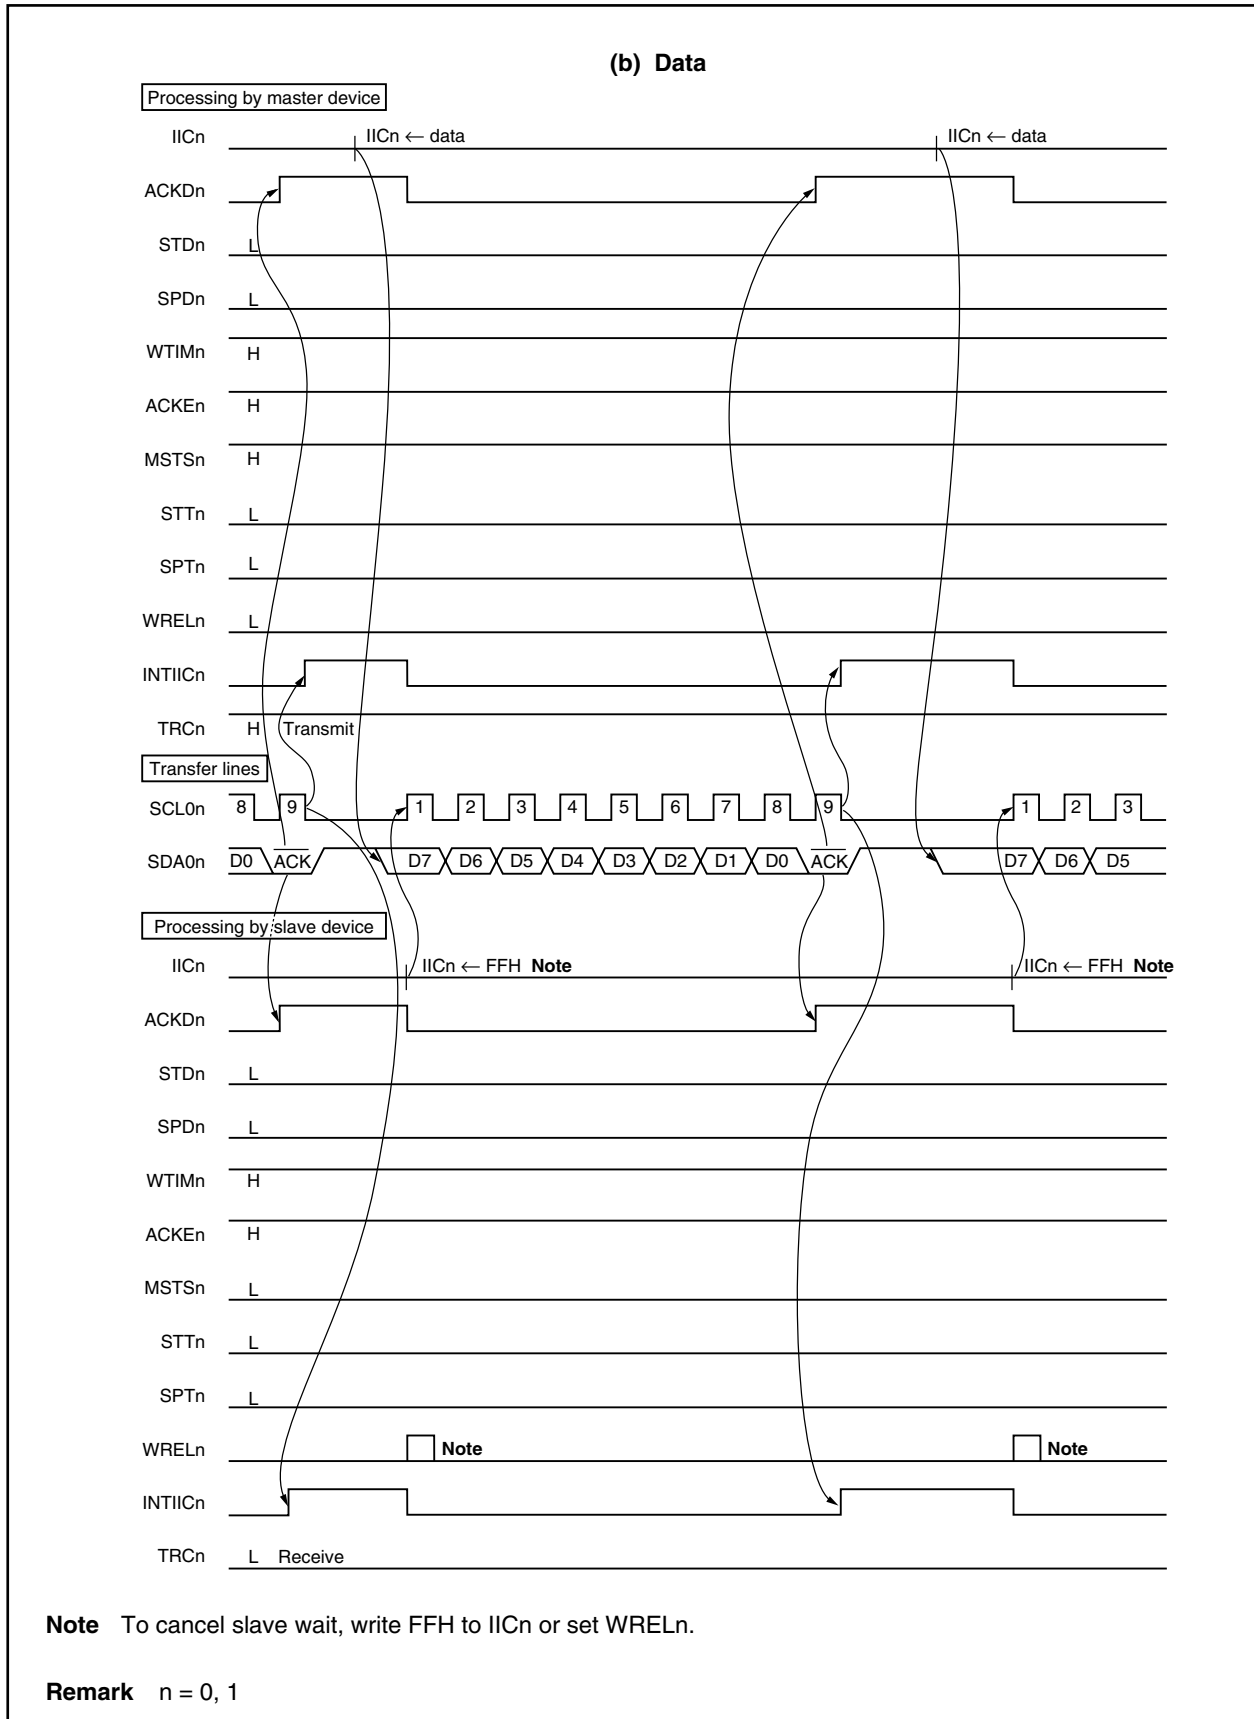 (b) Data
Processing by master device
IICn IICn ← data IICn ← data
ACKDn
STDn L
SPDn L
WTIMn H
ACKEn H
MSTSn H
STTn L
SPTn L
WRELn L
INTIICn
TRCn H Transmit
Transfer lines
SCL0n 8 9 1 2 3 4 5 6 7 8 9 1 2 3
SDA0n D0 ACK D7 D6 D5 D4 D3 D2 D1 D0 ACK D7 D6 D5
Processing by slave device
IICn IICn ← FFH Note IICn ← FFH Note
ACKDn
STDn L
SPDn L
WTIMn H
ACKEn H
MSTSn L
STTn L
SPTn L
WRELn Note Note
INTIICn
TRCn L Receive
Note To cancel slave wait, write FFH to IICn or set WRELn.
Remark n = 0, 1